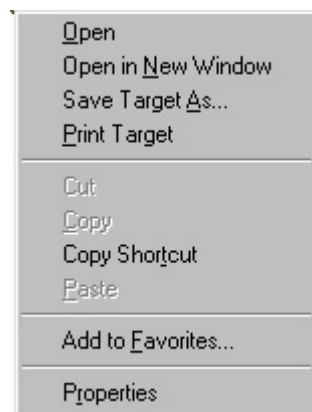 Open
Open in New Window
Save Target As...
Print Target
Cut
Copy
Copy Shortcut
Paste
Add to Favorites...
Properties